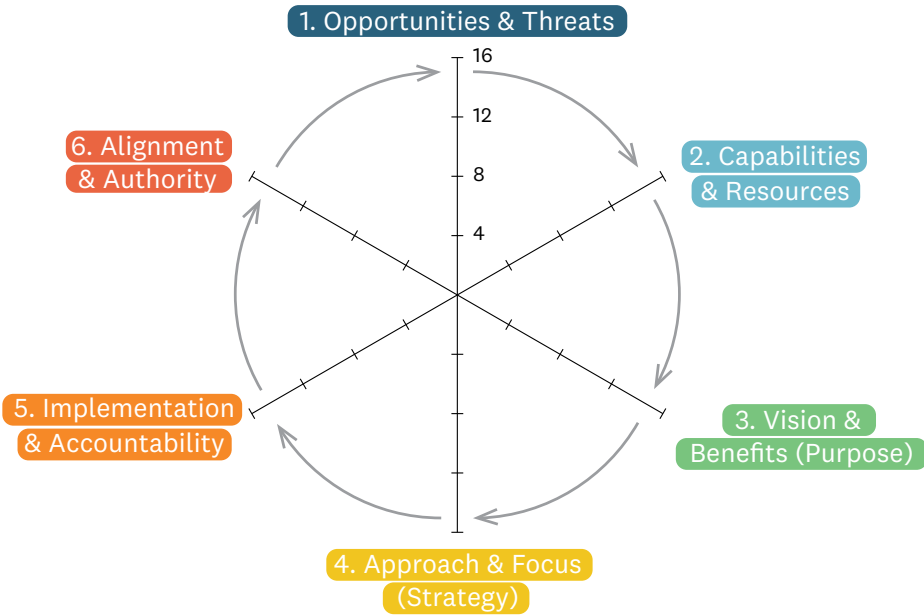 1. Opportunities & Threats
16
12
8
4
2. Capabilities
& Resources
3. Vision &
Benefits (Purpose)
4. Approach & Focus
(Strategy)
5. Implementation
& Accountability
6. Alignment
& Authority